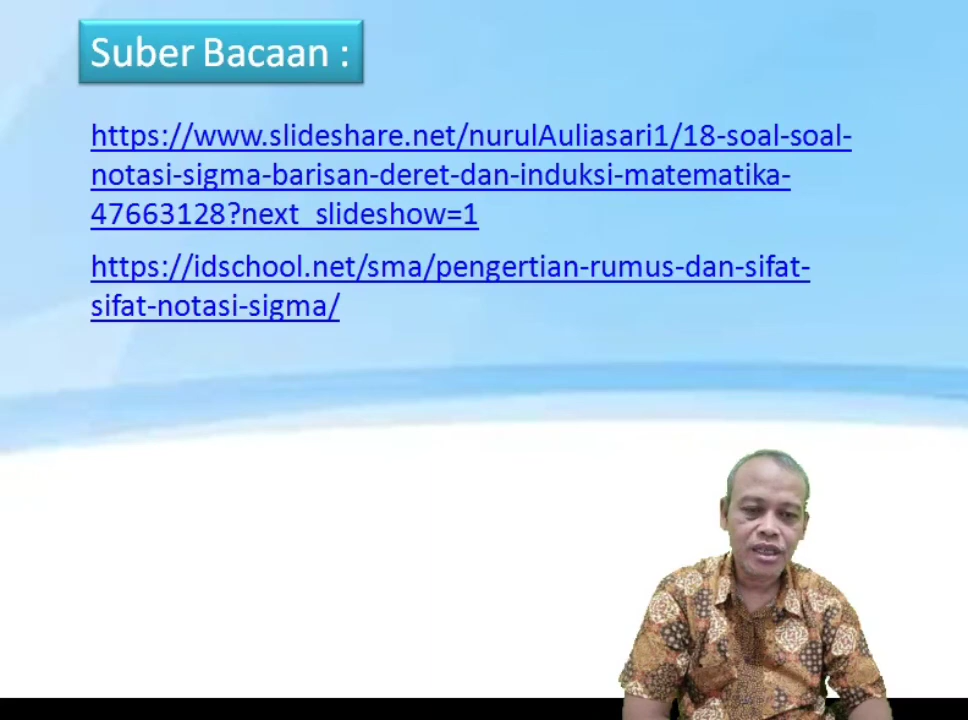 Suber Bacaan :
https://www.slideshare.net/nurulAuliasari1/18-soal-soal-
notasi-sigma-barisan-deret-dan-induksi-matematika-
47663128?next_slideshow=1
https://idschool.net/sma/pengertian-rumus-dan-sifat-
sifat-notasi-sigma/